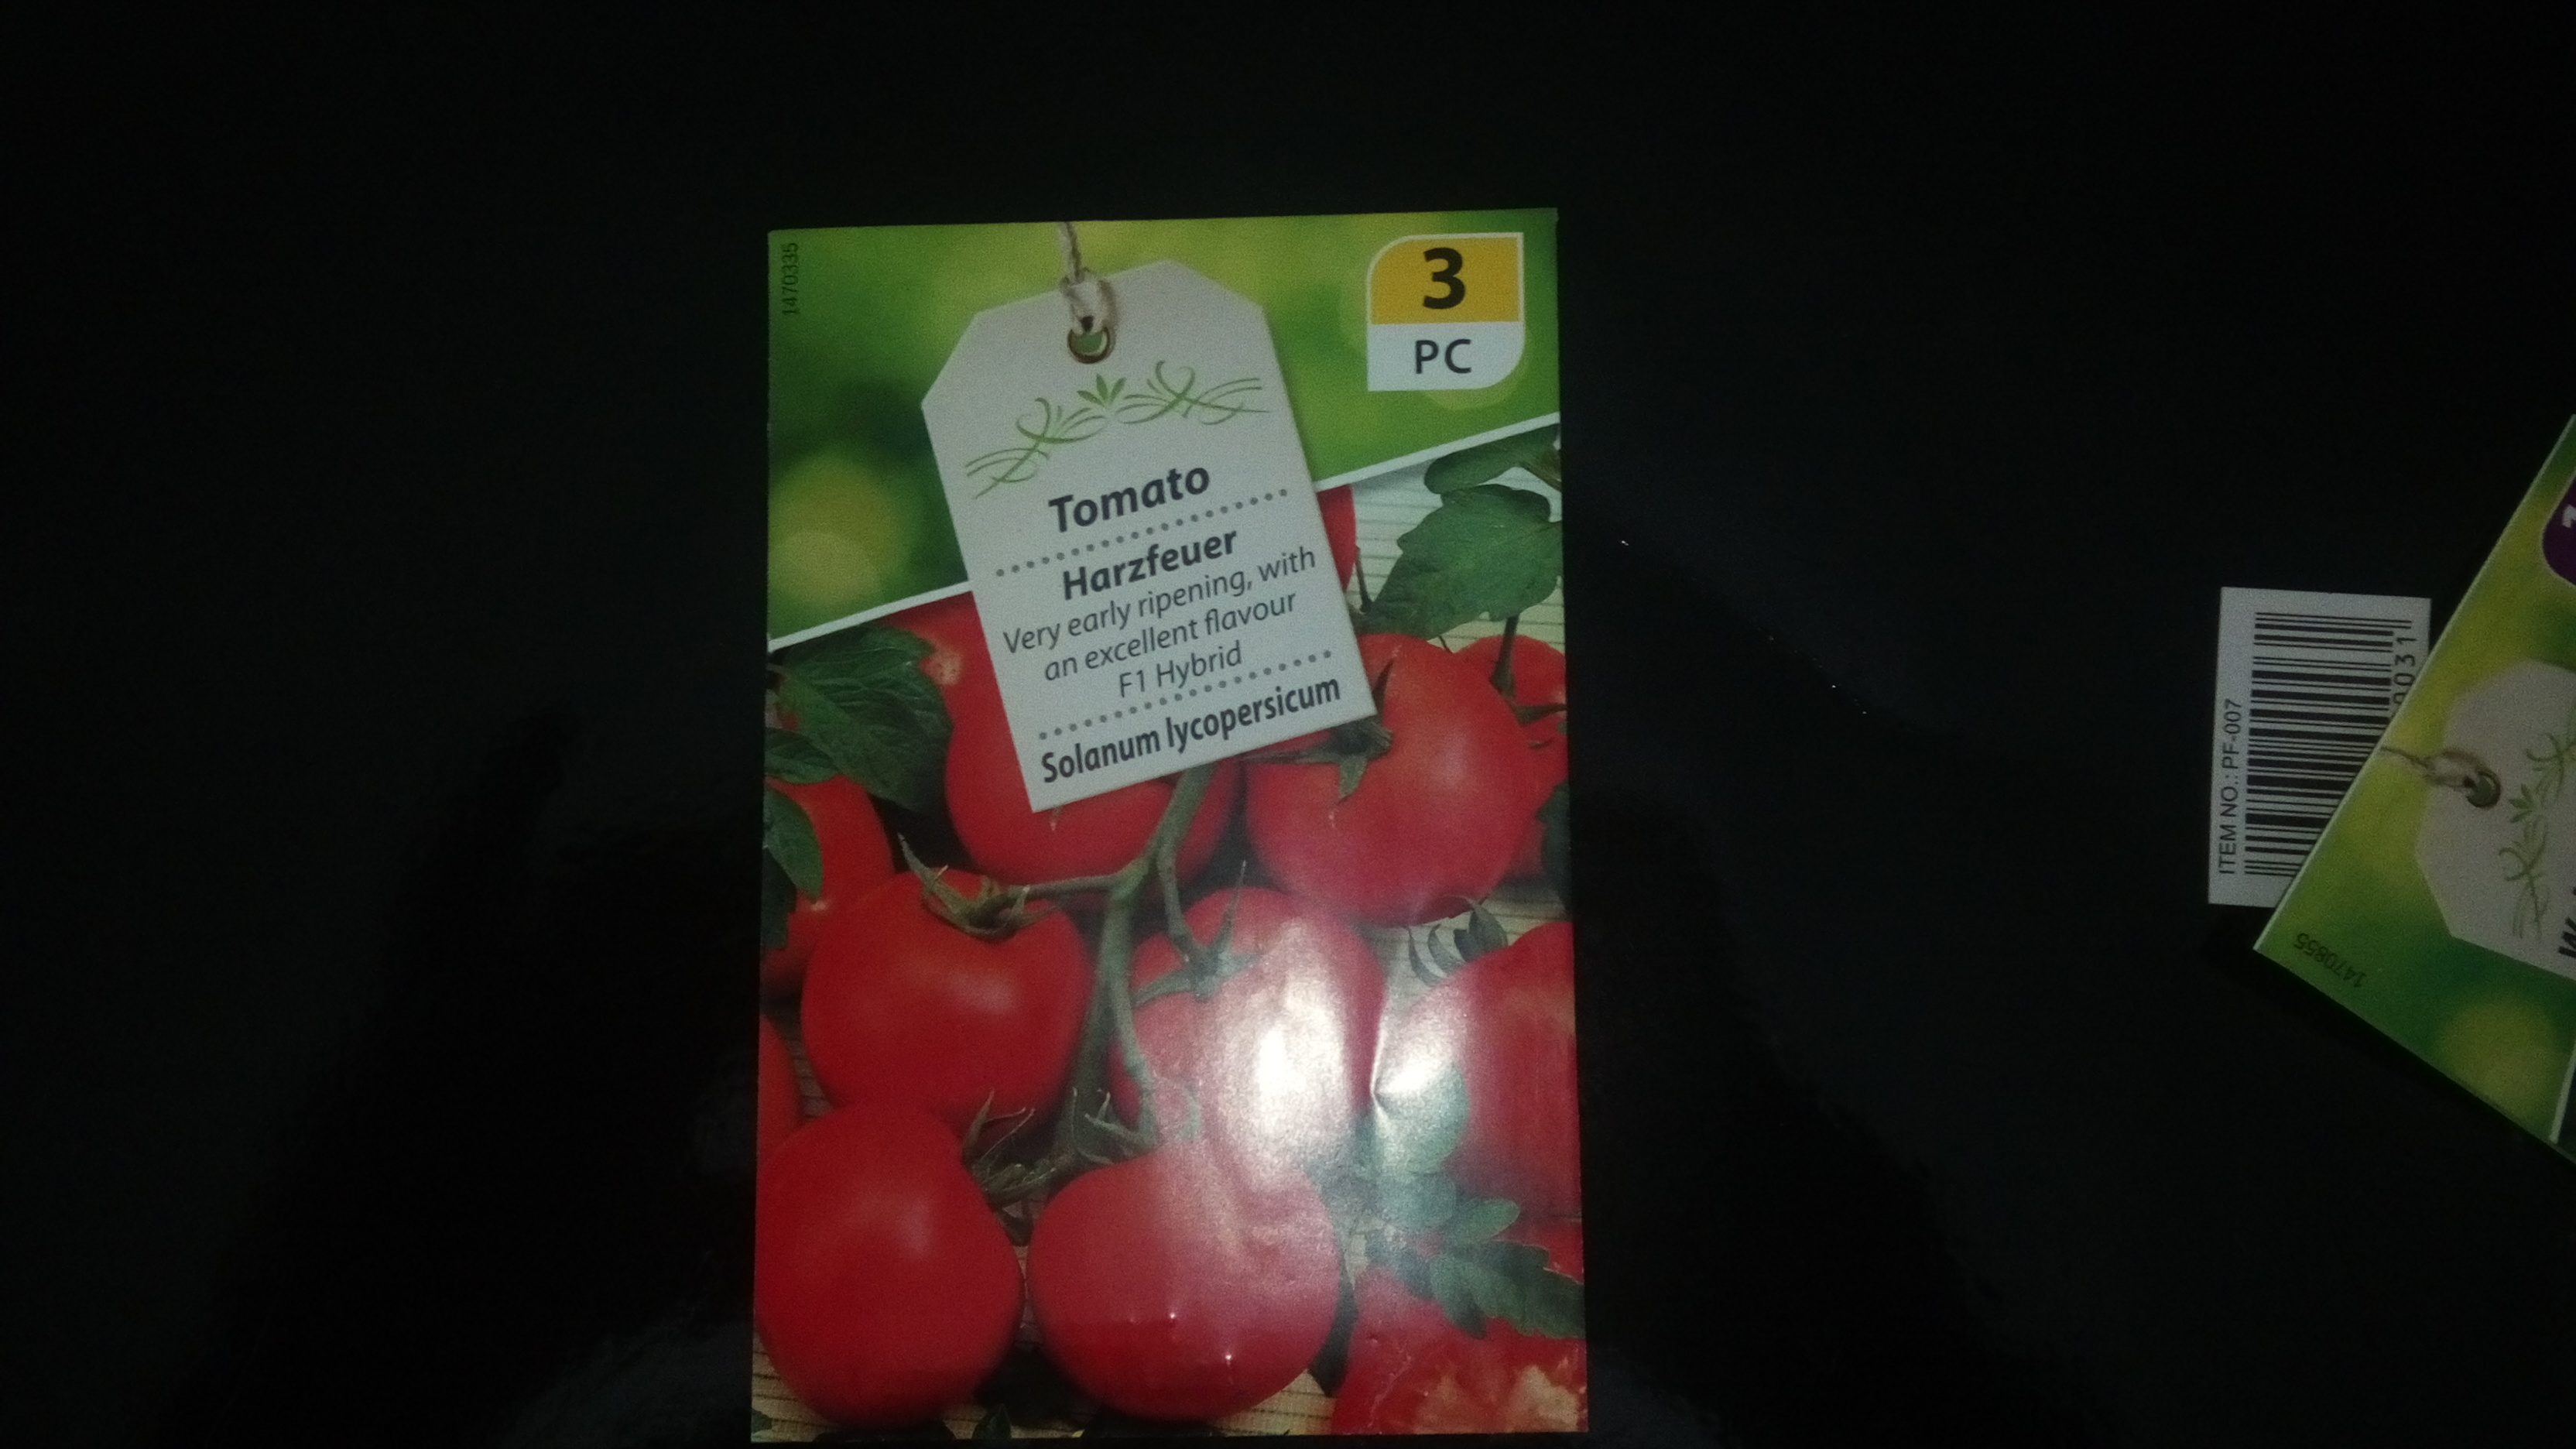 1470335
3
PC
Tomato
Harzfeuer
Very early ripening, with
an excellent flavour
F1 Hybrid
Solanum lycopersicum
ITEM NO.: PF-007
0031
1470855